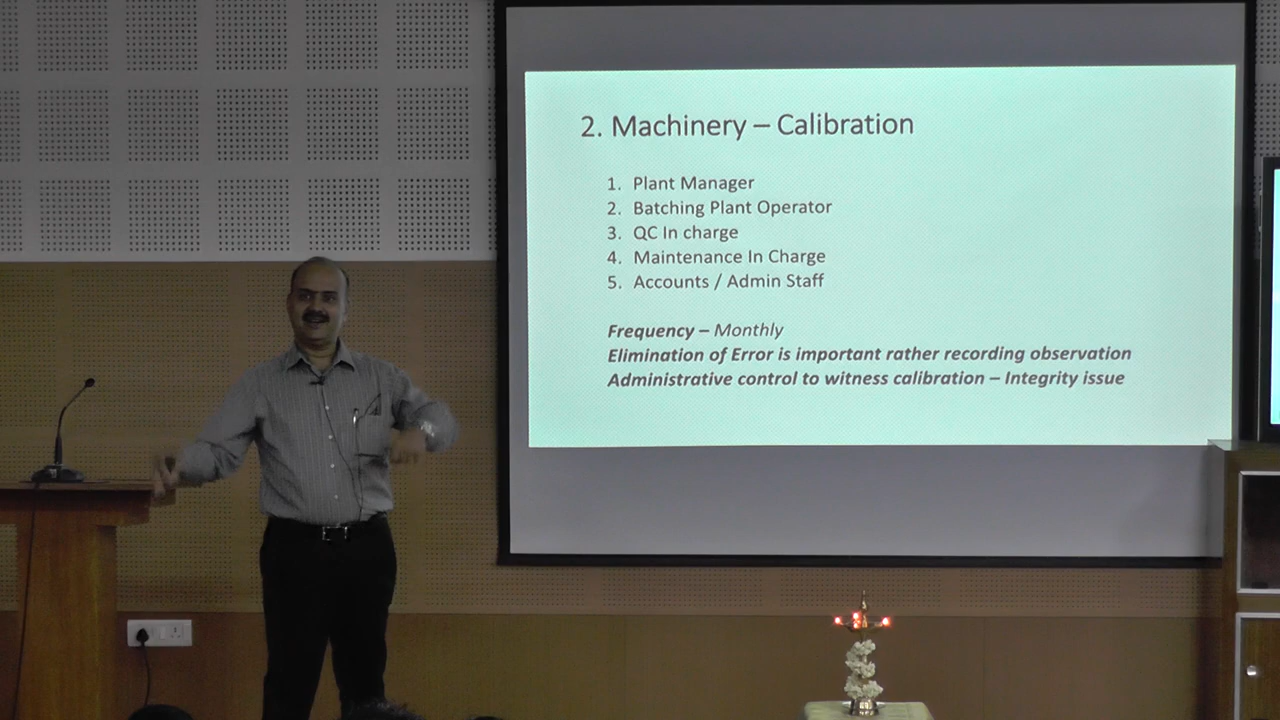 2. Machinery – Calibration
1. Plant Manager
2. Batching Plant Operator
3. QC In charge
4. Maintenance In Charge
5. Accounts / Admin Staff
Frequency – Monthly
Elimination of Error is important rather recording observation
Administrative control to witness calibration – Integrity issue